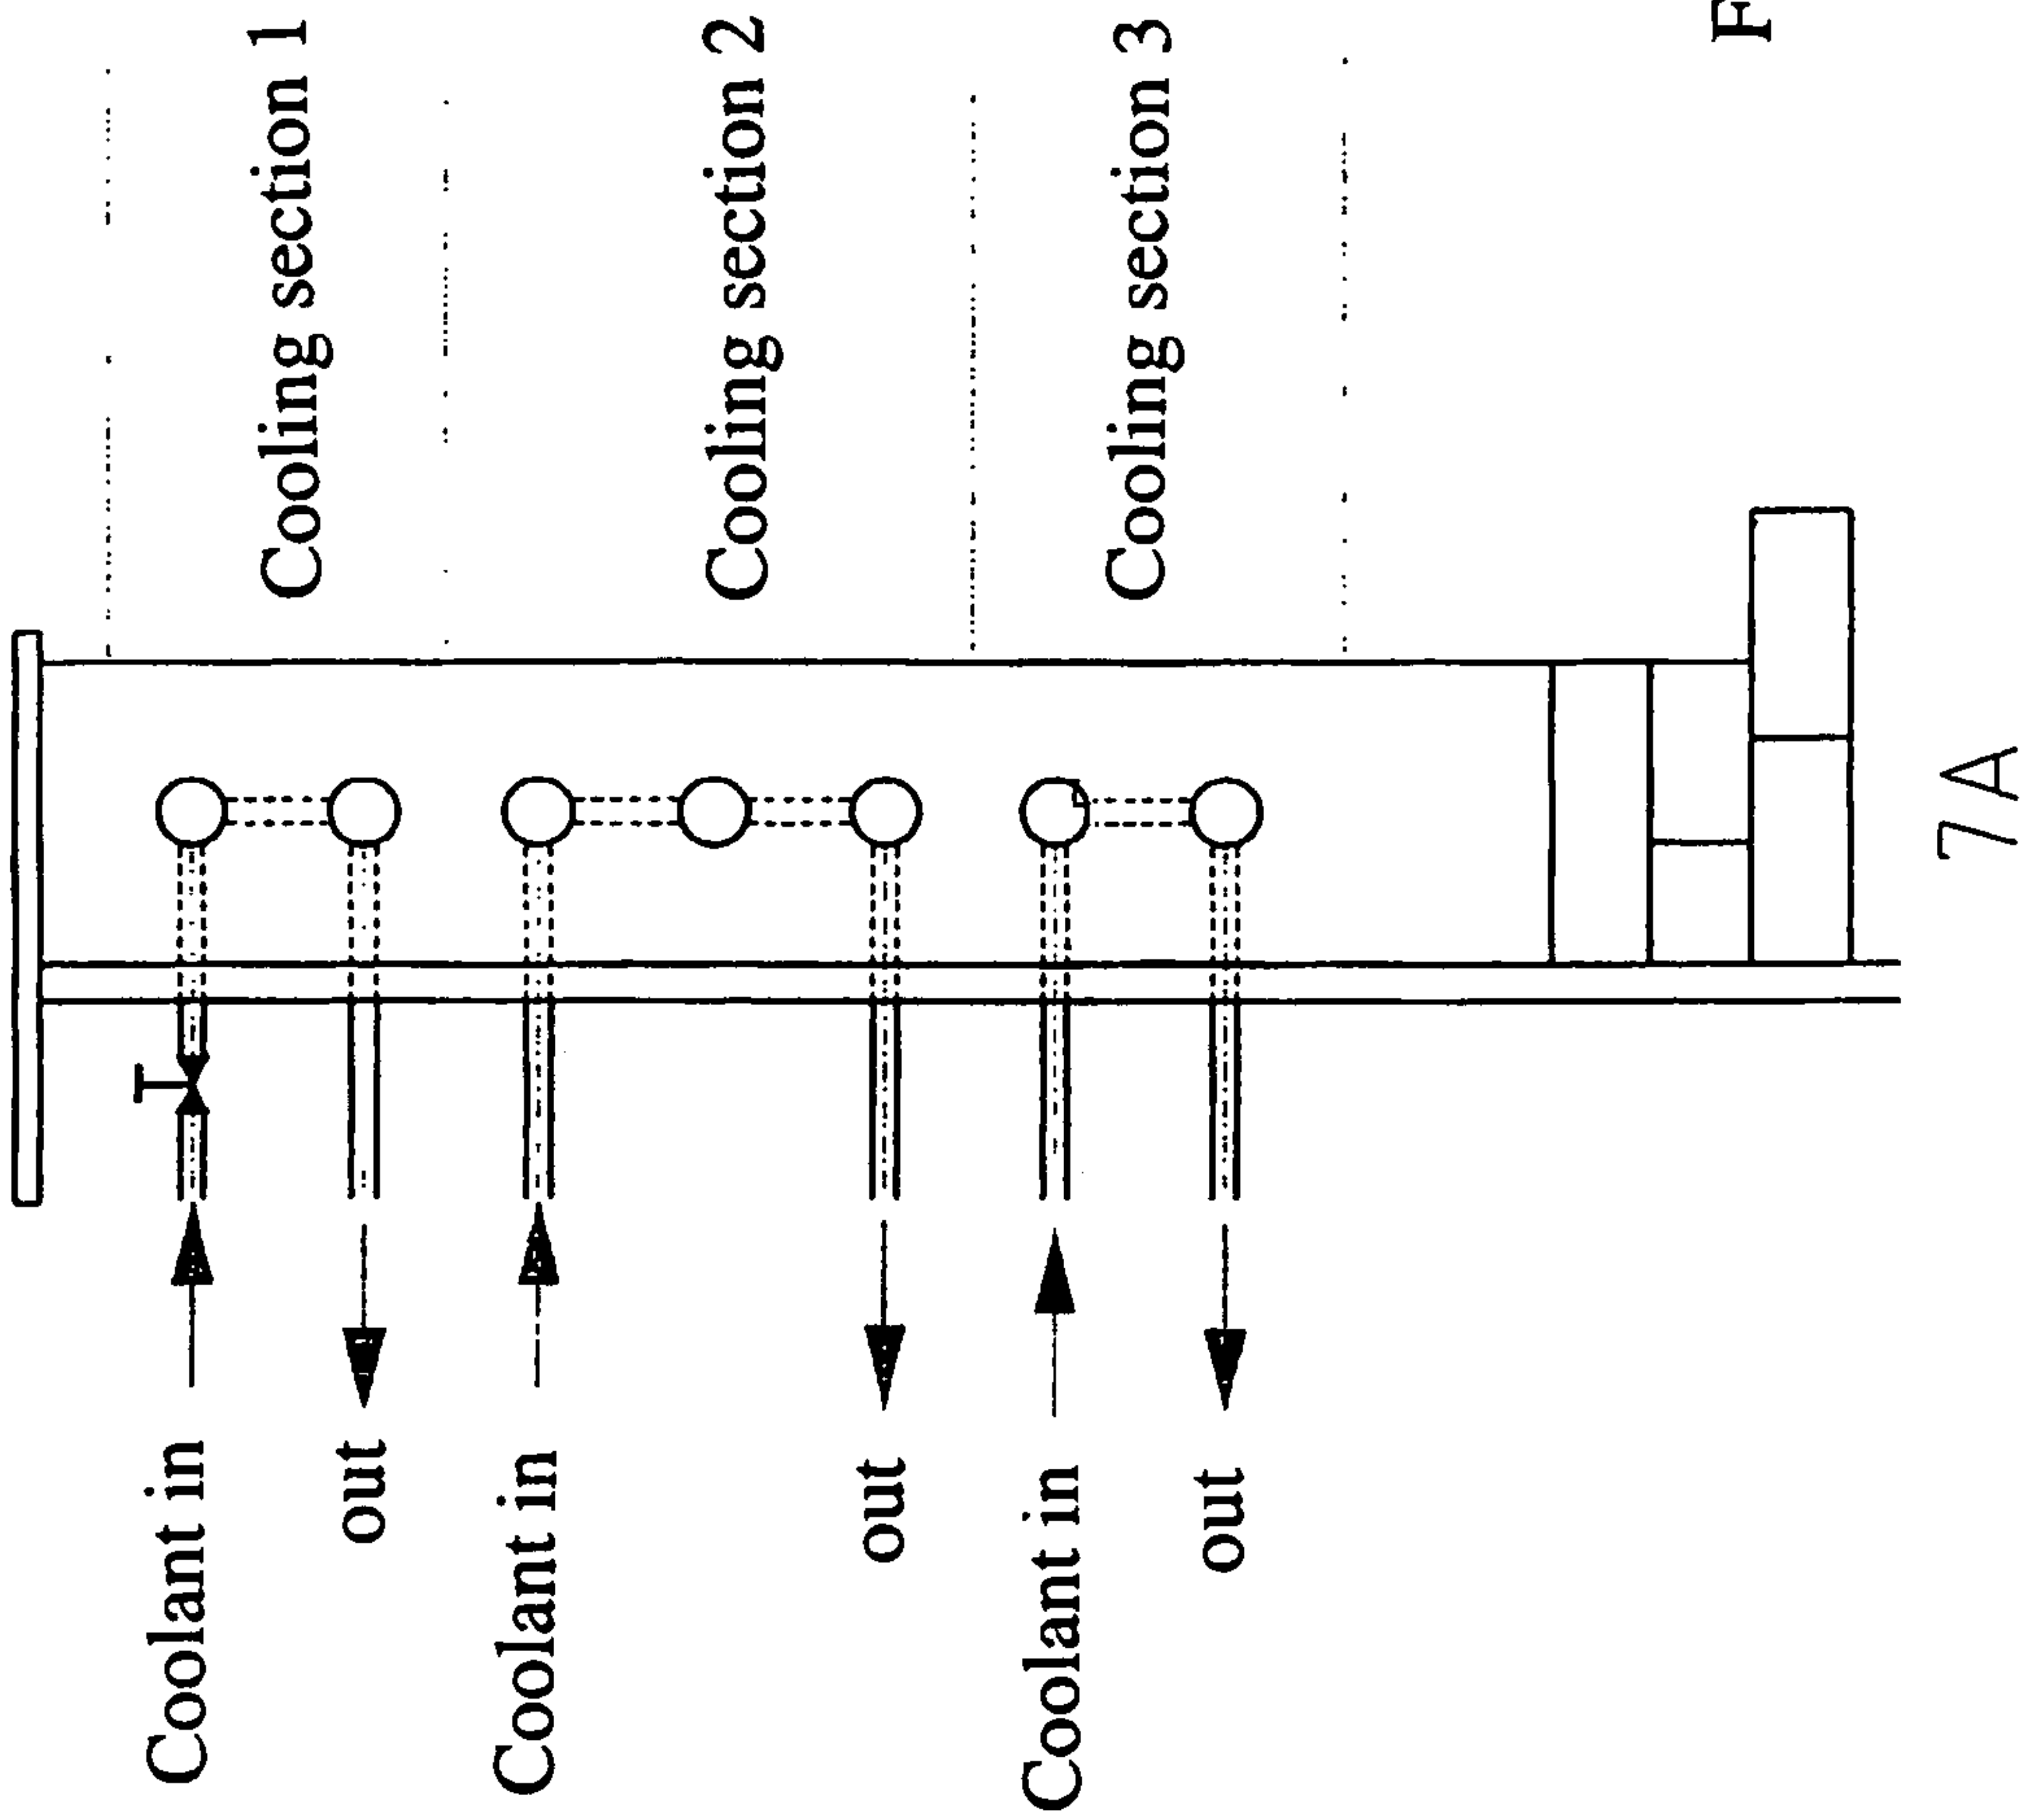 Coolant in
Cooling section 1
out
Coolant in
Cooling section 2
out
Coolant in
Cooling section 3
out
F
7A